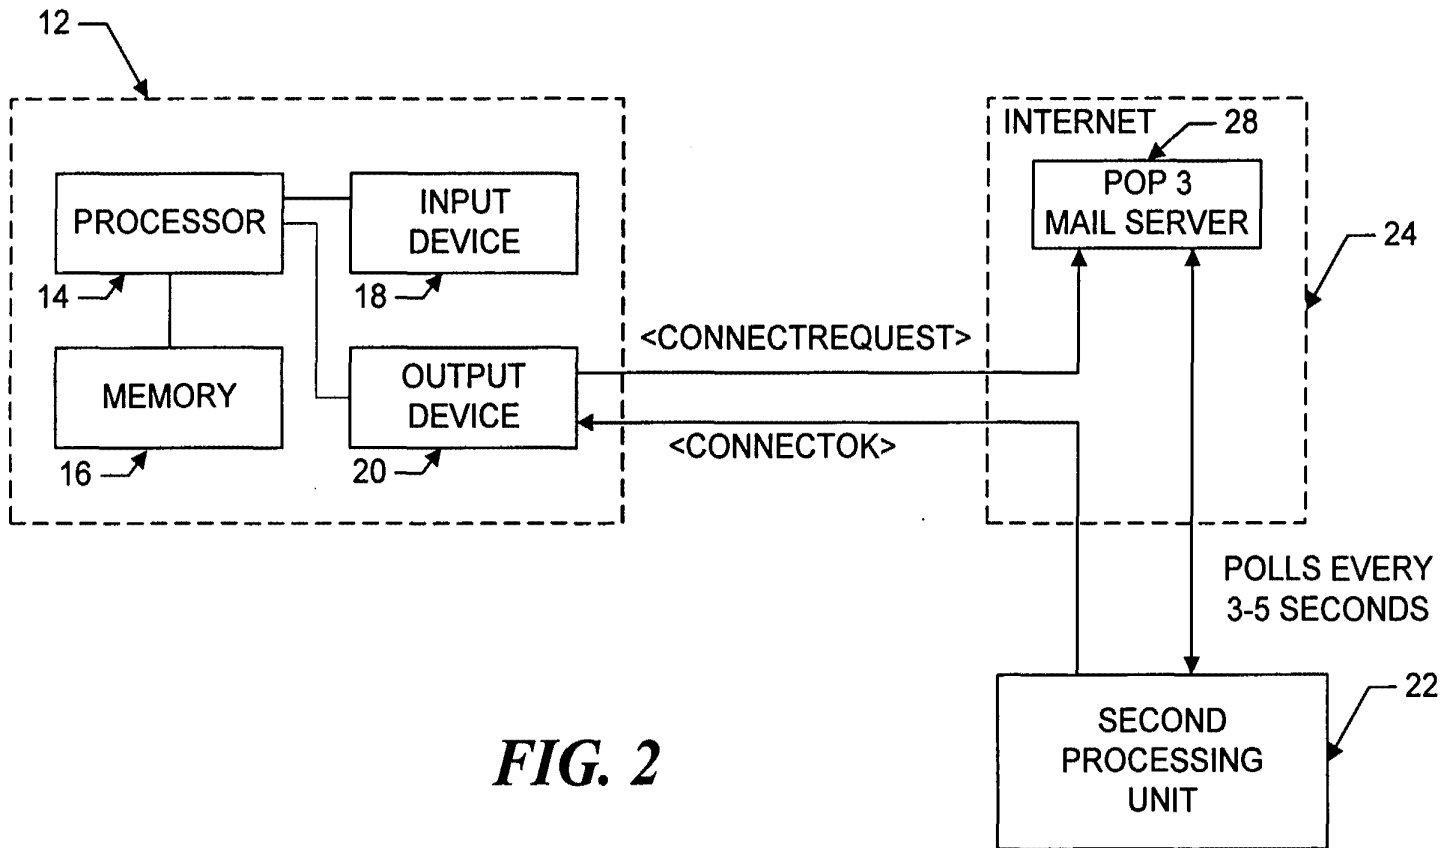 12
INTERNET
28
PROCESSOR
INPUT
DEVICE
POP 3
MAIL SERVER
24
14
18
<CONNECTREQUEST>
MEMORY
OUTPUT
DEVICE
<CONNECTOK>
16
20
POLLS EVERY
3-5 SECONDS
22
SECOND
PROCESSING
UNIT
FIG. 2